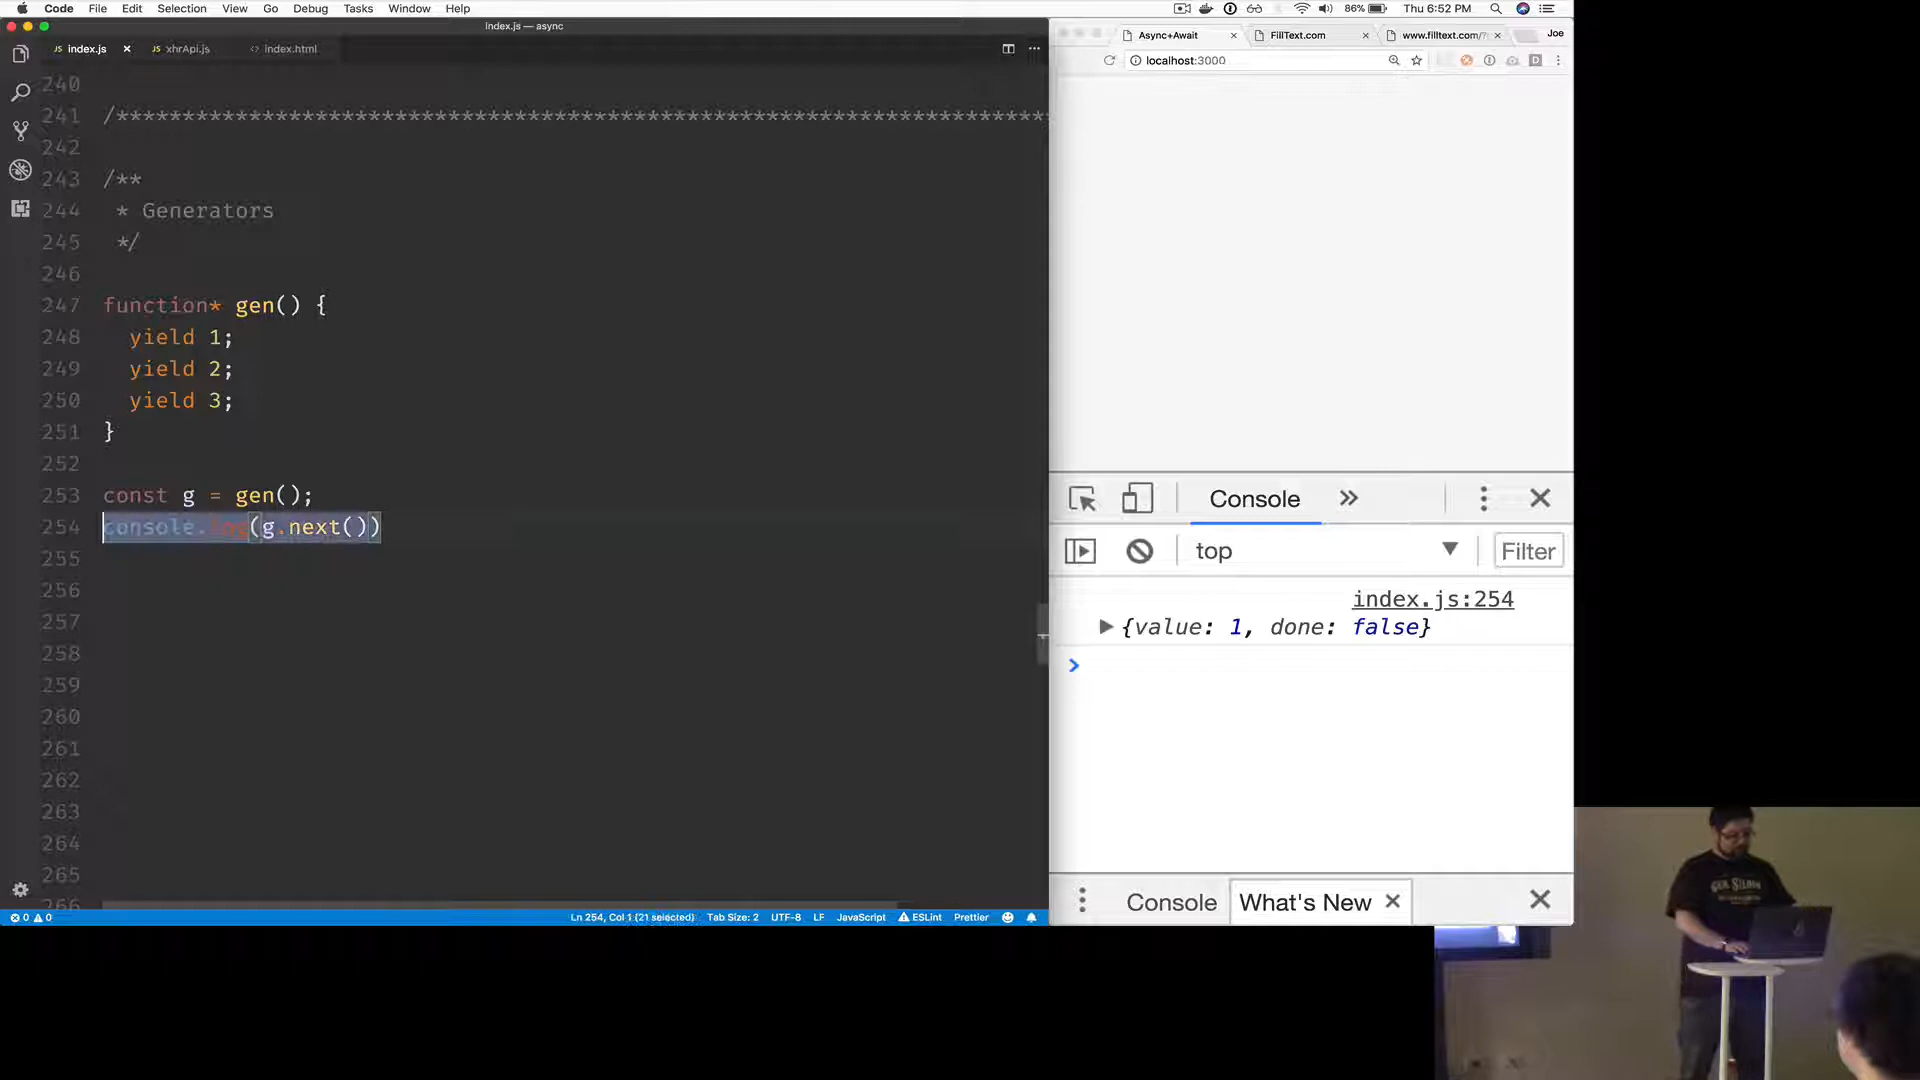 Code File Edit Selection View Go Debug Tasks Window Help
86% Thu 6:52 PM
index.js — async
JS index.js × JS xhrApi.js <> index.html
240
241 /************************************************************************
242
243 /**
244 * Generators
245 */
246
247 function* gen() {
248 yield 1;
249 yield 2;
250 yield 3;
251 }
252
253 const g = gen();
254 console.log(g.next())
255
256
257
258
259
260
261
262
263
264
265
266
0 0 Ln 254, Col 1 (21 selected) Tab Size: 2 UTF-8 LF JavaScript ESLint Prettier
Async+Await × FillText.com × www.filltext.com/? × Joe
localhost:3000
Console »
top Filter
index.js:254
{value: 1, done: false}
>
Console What's New ×